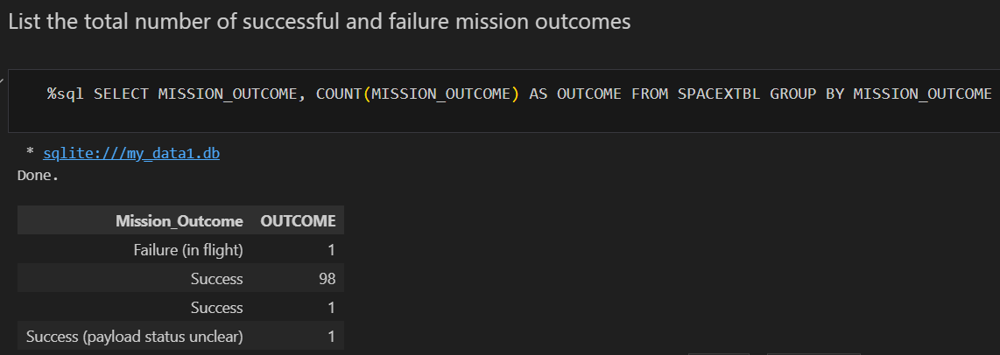 List the total number of successful and failure mission outcomes
%sql SELECT MISSION_OUTCOME, COUNT(MISSION_OUTCOME) AS OUTCOME FROM SPACEXTBL GROUP BY MISSION_OUTCOME
* sqlite:///my_data1.db
Done.
Mission_Outcome OUTCOME
Failure (in flight) 1
Success 98
Success 1
Success (payload status unclear) 1